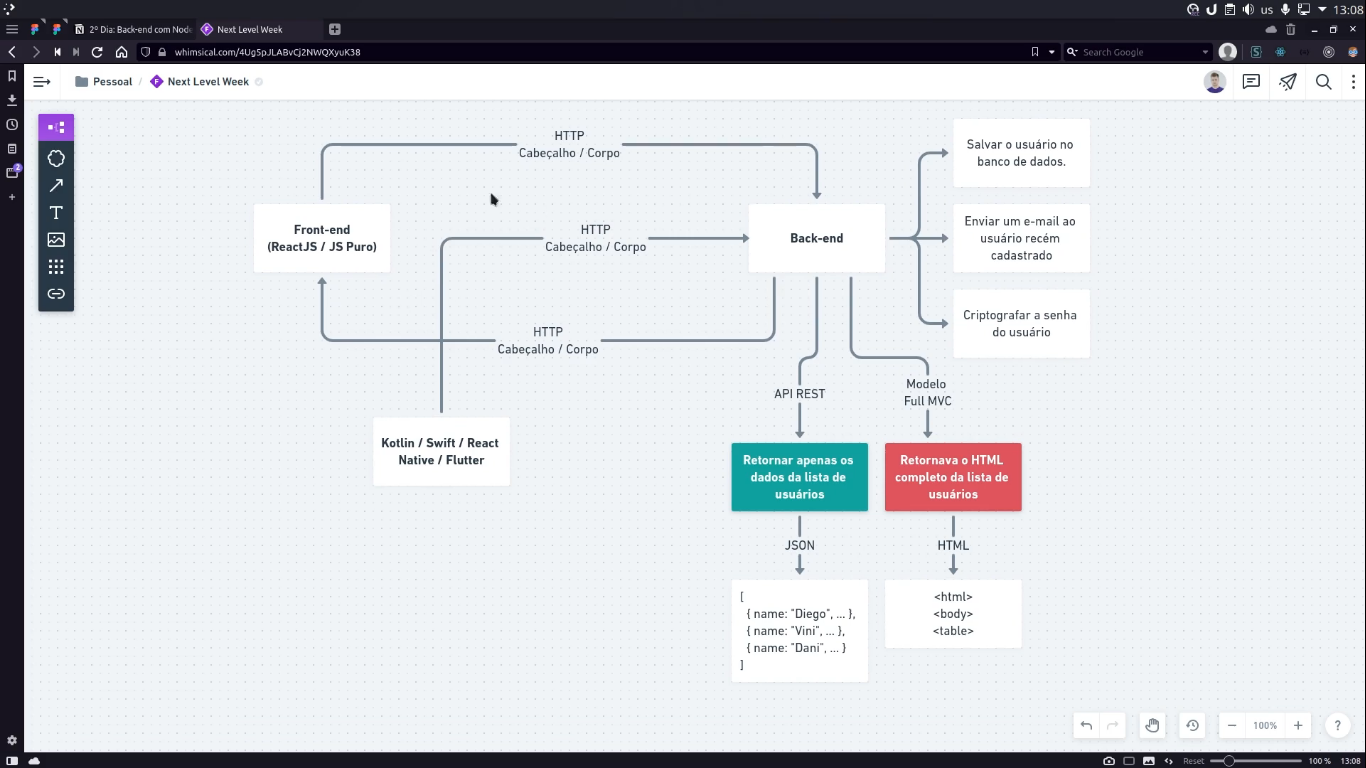 us
13:08
2º Dia: Back-end com Node
Next Level Week
whimsical.com/4Ug5pJLABvCj2NWQXyuK38
Search Google
Pessoal / Next Level Week
HTTP
Cabeçalho / Corpo
Salvar o usuário no
banco de dados.
Front-end
(ReactJS / JS Puro)
HTTP
Cabeçalho / Corpo
Back-end
Enviar um e-mail ao
usuário recém
cadastrado
Criptografar a senha
do usuário
HTTP
Cabeçalho / Corpo
API REST
Modelo
Full MVC
Kotlin / Swift / React
Native / Flutter
Retornar apenas os
dados da lista de
usuários
Retornava o HTML
completo da lista de
usuários
JSON
HTML
[
{ name: "Diego", ... },
{ name: "Vini", ... },
{ name: "Dani", ... }
]
<html>
<body>
<table>
2
T
100%
?
Reset
100 %
13:08